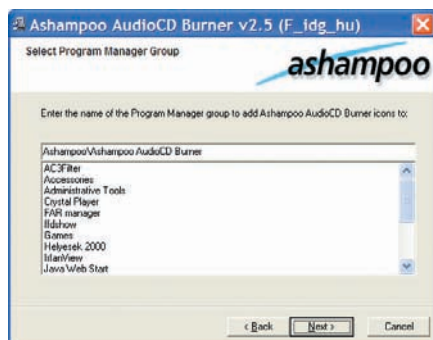 Ashampoo AudioCD Burner v2.5 (F_idg_hu)
Select Program Manager Group
ashampoo
Enter the name of the Program Manager group to add Ashampoo AudioCD Burner icons to:
Ashampoo\Ashampoo AudioCD Burner
AC3Filter
Accessories
Administrative Tools
Crystal Player
FAR manager
Ildshow
Games
Helyesek 2000
IrfanView
Java Web Start
< Back
Next >
Cancel